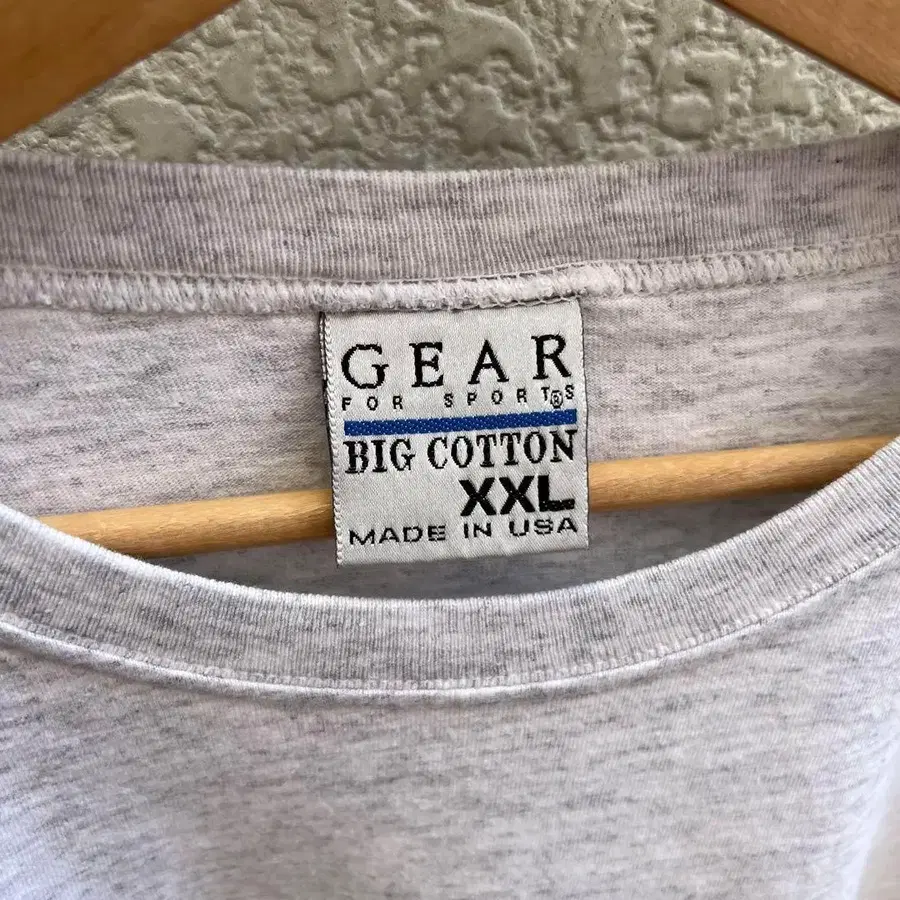 GEAR
FOR SPORTS®
BIG COTTON
XXL
MADE IN USA